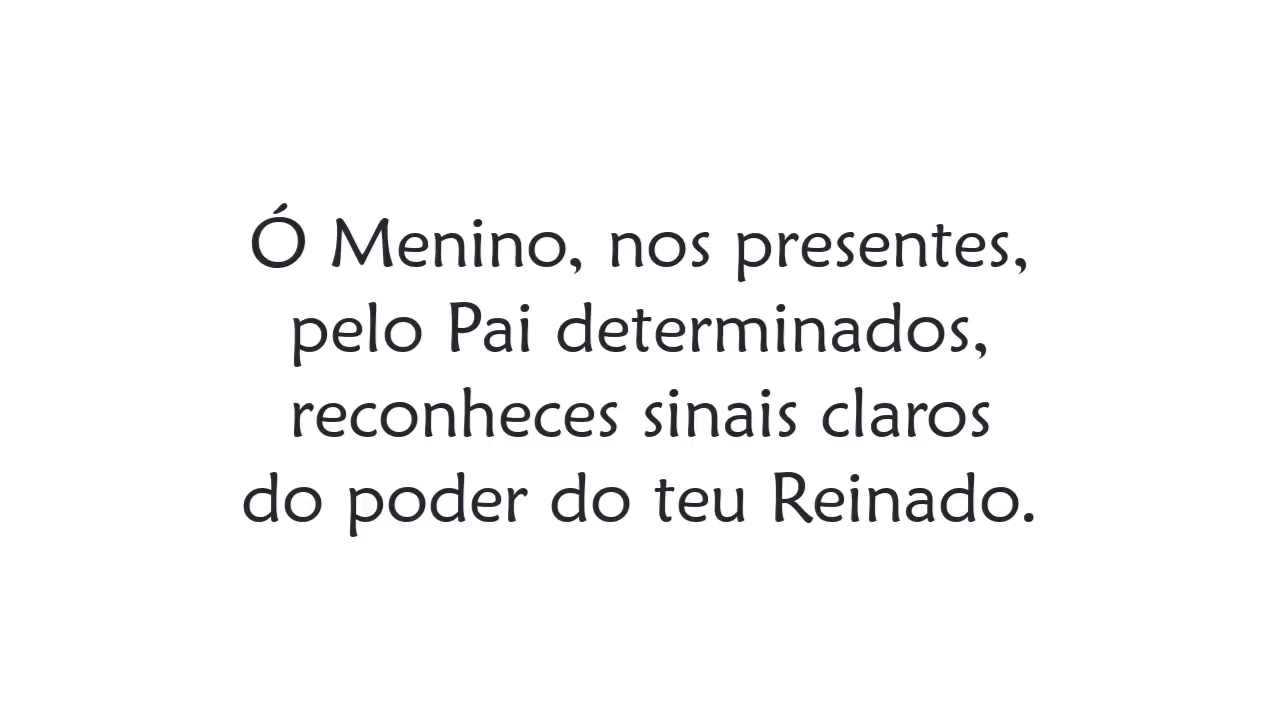 Ó Menino, nos presentes,
pelo Pai determinados,
reconheces sinais claros
do poder do teu Reinado.